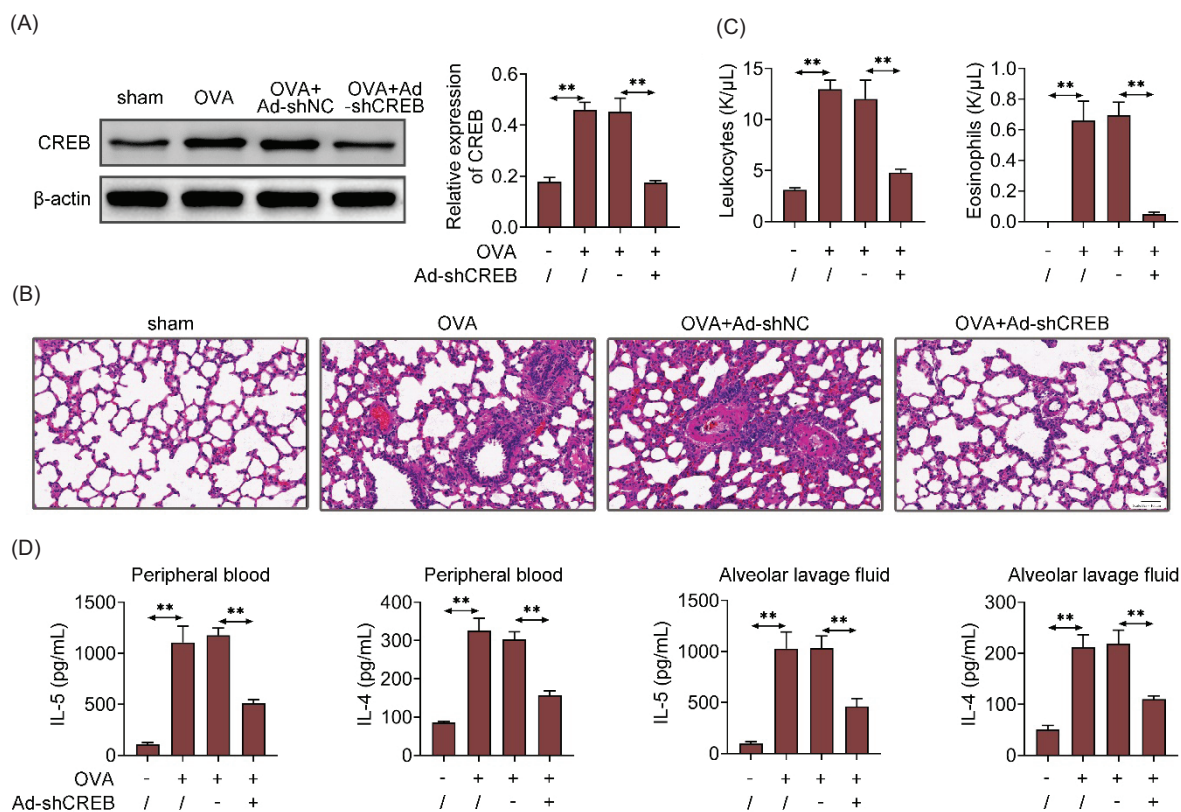 (A)
sham
OVA
OVA+
Ad-shNC
OVA+Ad
-shCREB
CREB
β-actin
Relative expression
of CREB
0.6
0.4
0.2
0.0
** **
OVA - + + +
Ad-shCREB / / - +
(C)
Leukocytes (K/μL)
15
10
5
0
** **
- + + +
/ / - +
Eosinophils (K/μL)
1.0
0.8
0.6
0.4
0.2
0.0
** **
- + + +
/ / - +
(B)
sham
OVA
OVA+Ad-shNC
OVA+Ad-shCREB
(D)
Peripheral blood
IL-5 (pg/mL)
1500
1000
500
0
** **
OVA - + + +
Ad-shCREB / / - +
Peripheral blood
IL-4 (pg/mL)
400
300
200
100
0
** **
- + + +
/ / - +
Alveolar lavage fluid
IL-5 (pg/mL)
1500
1000
500
0
** **
- + + +
/ / - +
Alveolar lavage fluid
IL-4 (pg/mL)
300
200
100
0
** **
- + + +
/ / - +